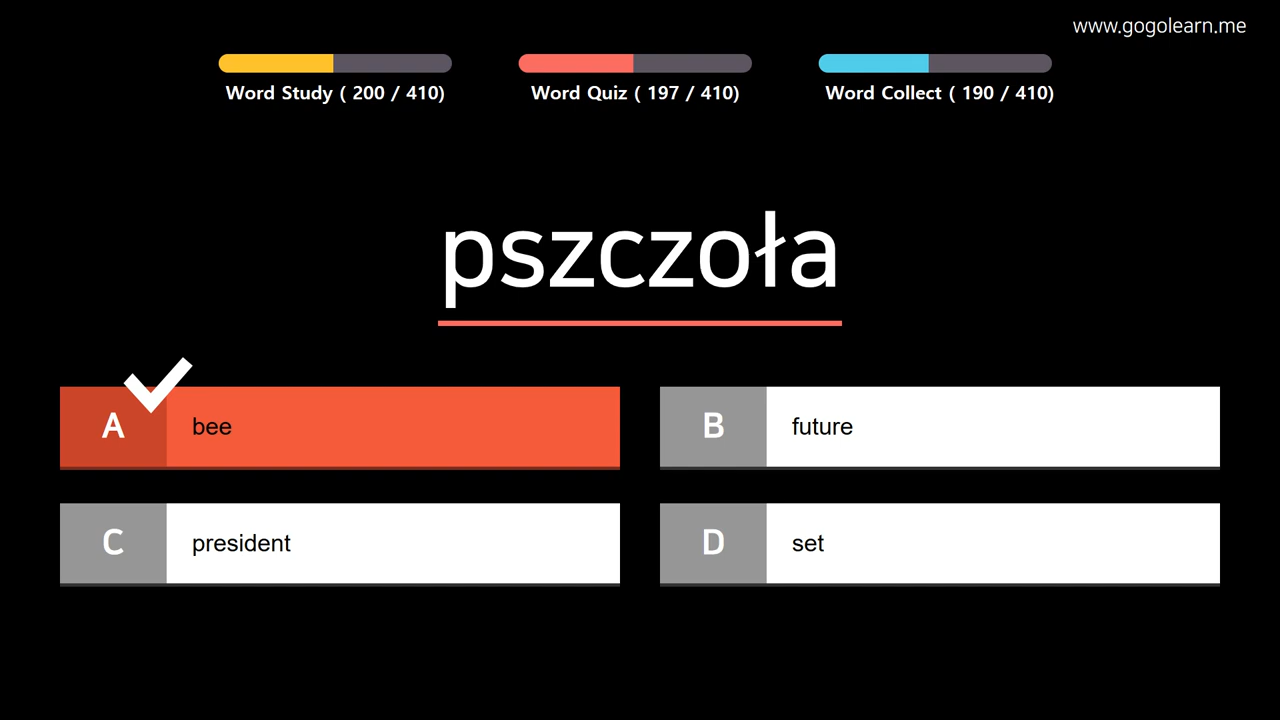 www.gogolearn.me
Word Study ( 200 / 410)
Word Quiz ( 197 / 410)
Word Collect ( 190 / 410)
pszczoła
A bee
B future
C president
D set